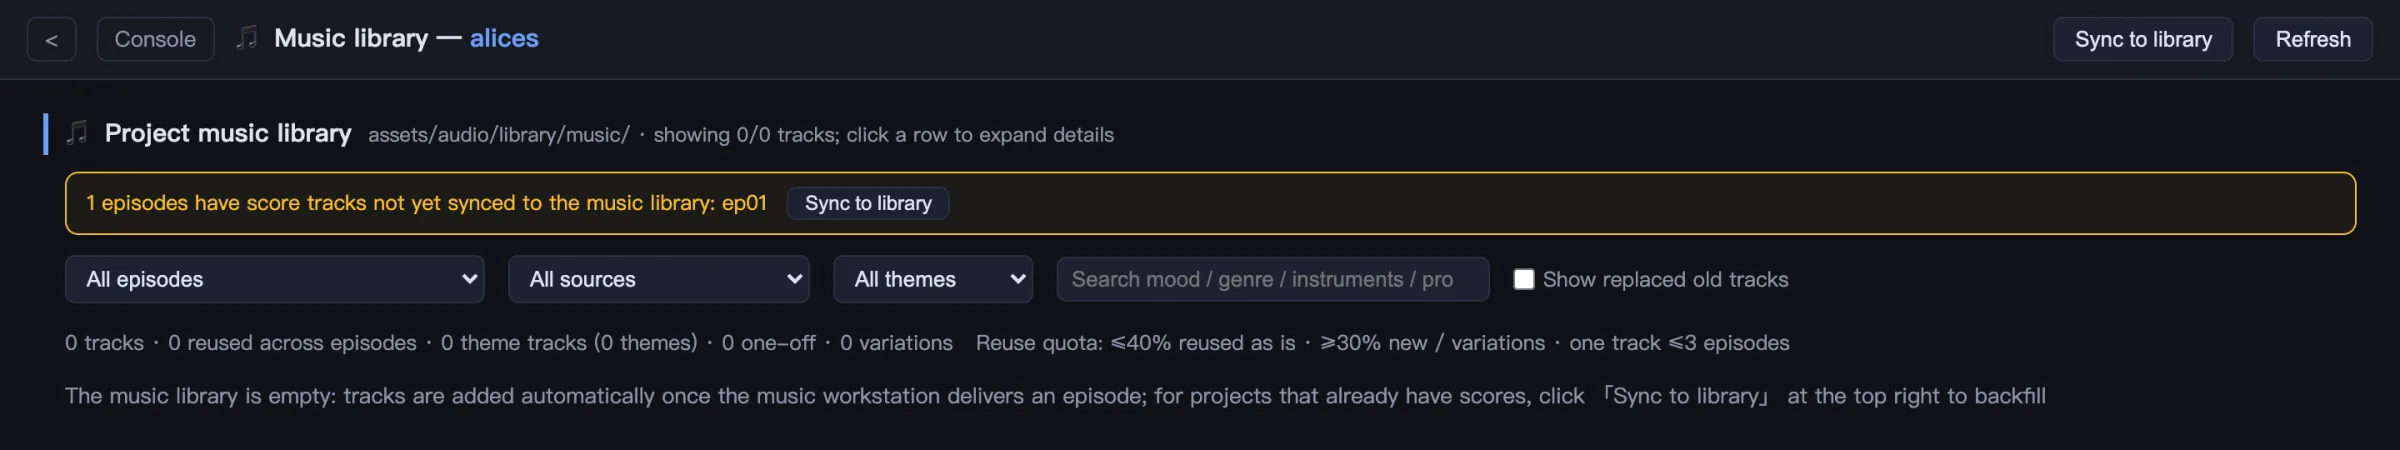 < Console 🎵 Music library — alices Sync to library Refresh
🎵 Project music library assets/audio/library/music/ · showing 0/0 tracks; click a row to expand details
1 episodes have score tracks not yet synced to the music library: ep01 Sync to library
All episodes All sources All themes Search mood / genre / instruments / pro Show replaced old tracks
0 tracks · 0 reused across episodes · 0 theme tracks (0 themes) · 0 one-off · 0 variations Reuse quota: ≤40% reused as is · ≥30% new / variations · one track ≤3 episodes
The music library is empty: tracks are added automatically once the music workstation delivers an episode; for projects that already have scores, click 「Sync to library」 at the top right to backfill